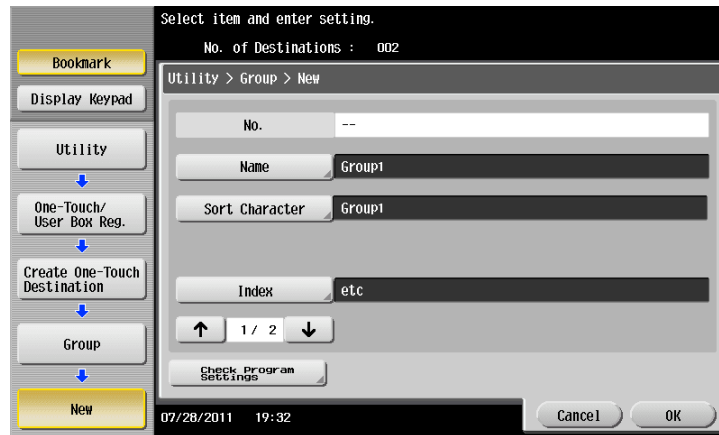 Select item and enter setting.
No. of Destinations : 002
Bookmark
Display Keypad
Utility
One-Touch/
User Box Reg.
Create One-Touch
Destination
Group
New
Utility > Group > New
No. --
Name Group1
Sort Character Group1
Index etc
↑ 1/ 2 ↓
Check Program
Settings
07/28/2011 19:32
Cancel OK